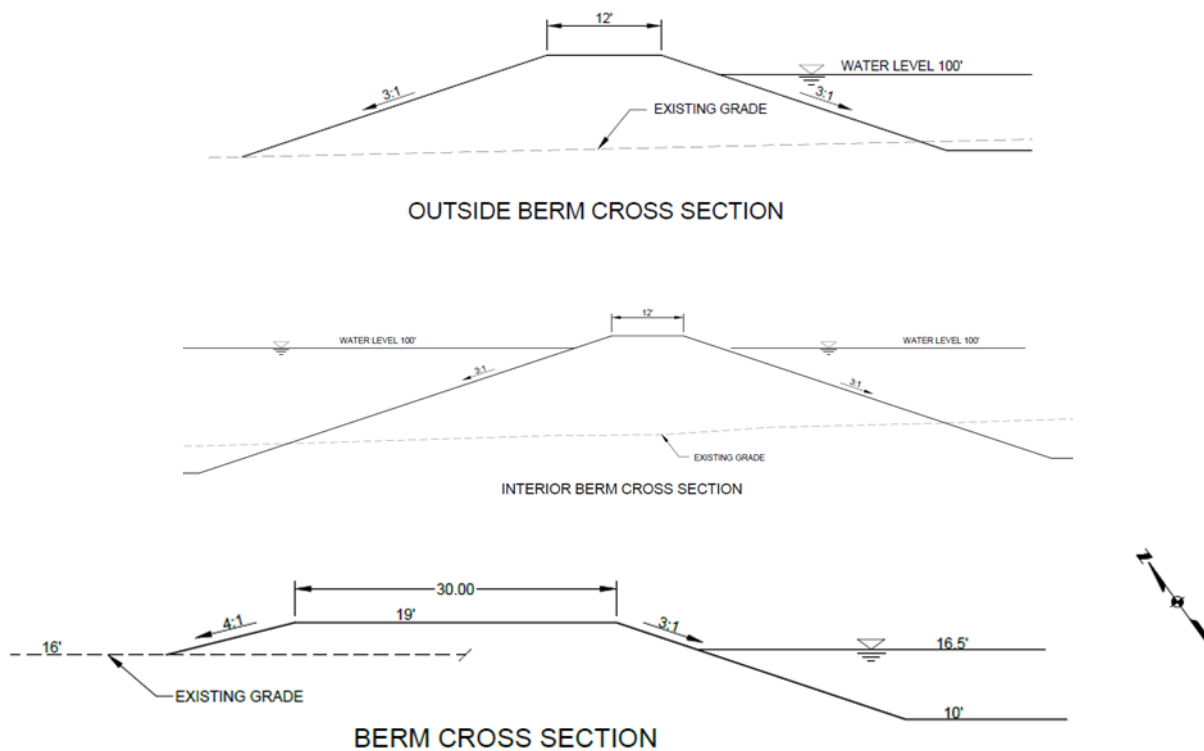 12'
WATER LEVEL 100'
3:1
3:1
EXISTING GRADE
OUTSIDE BERM CROSS SECTION
12'
WATER LEVEL 100'
WATER LEVEL 100'
3:1
3:1
EXISTING GRADE
INTERIOR BERM CROSS SECTION
N
30.00
4:1
19'
3:1
16'
16.5'
EXISTING GRADE
10'
BERM CROSS SECTION